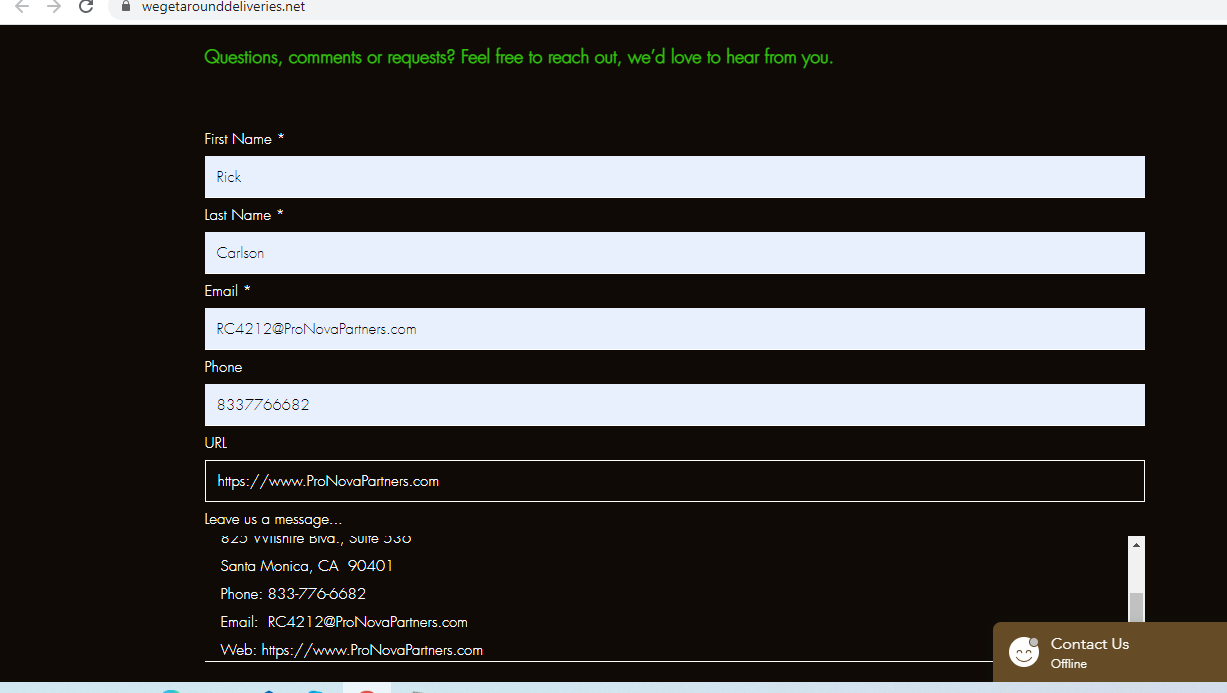 wegetarounddeliveries.net
Questions, comments or requests? Feel free to reach out, we’d love to hear from you.
First Name *
Rick
Last Name *
Carlson
Email *
RC4212@ProNovaPartners.com
Phone
8337766682
URL
https://www.ProNovaPartners.com
Leave us a message...
825 Wilshire Blvd., Suite 536
Santa Monica, CA  90401
Phone: 833-776-6682
Email:  RC4212@ProNovaPartners.com
Web: https://www.ProNovaPartners.com
Contact Us
Offline